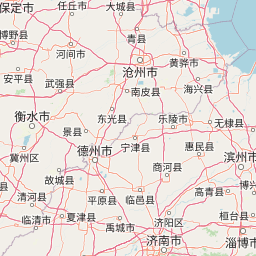 保定市
任丘市
大城县
博野县
青县
河间市
沧州市
黄骅市
安平县
武强县
南皮县
海兴县
衡水市
东光县
乐陵市
无棣县
景县
冀州区
德州市
宁津县
惠民县
滨州市
故城县
商河县
清河县
平原县
临邑县
高青县
临清市
夏津县
禹城市
济阳区
桓台县
济南市
淄博市